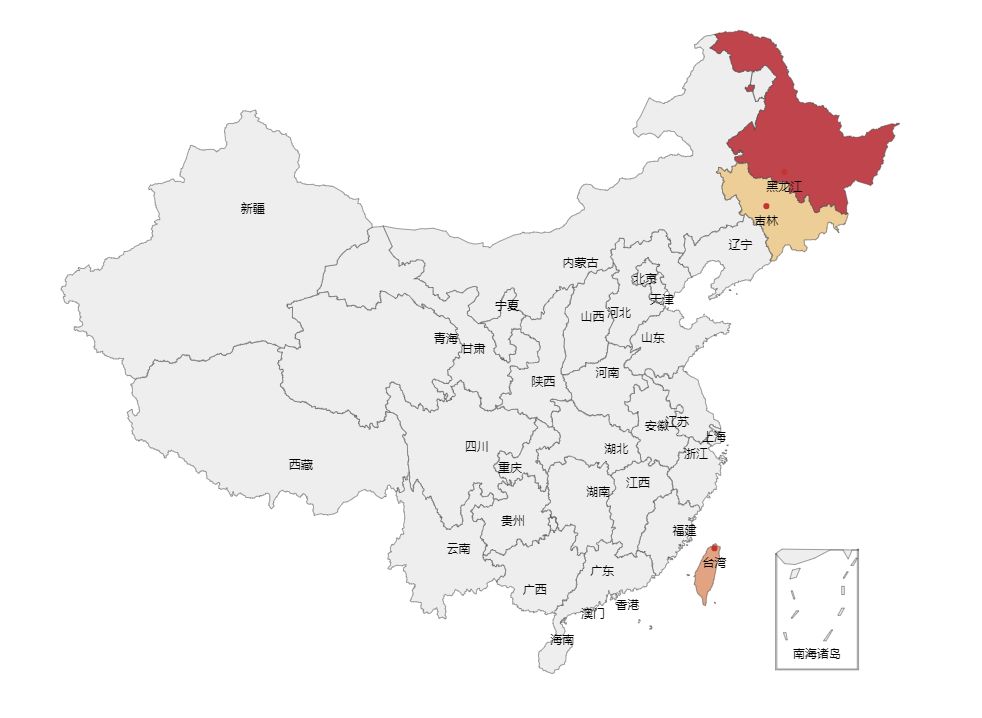 黑龙江
新疆
吉林
辽宁
内蒙古
北京
天津
宁夏
山西
河北
青海
甘肃
山东
河南
陕西
安徽
江苏
上海
四川
湖北
浙江
西藏
重庆
江西
湖南
贵州
福建
云南
台湾
广东
广西
香港
澳门
海南
南海诸岛